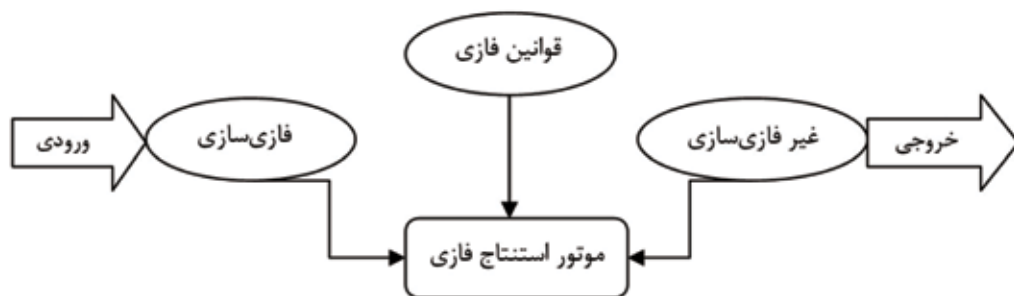 قوانین فازی
ورودی
فازی‌سازی
غیر فازی‌سازی
خروجی
موتور استنتاج فازی